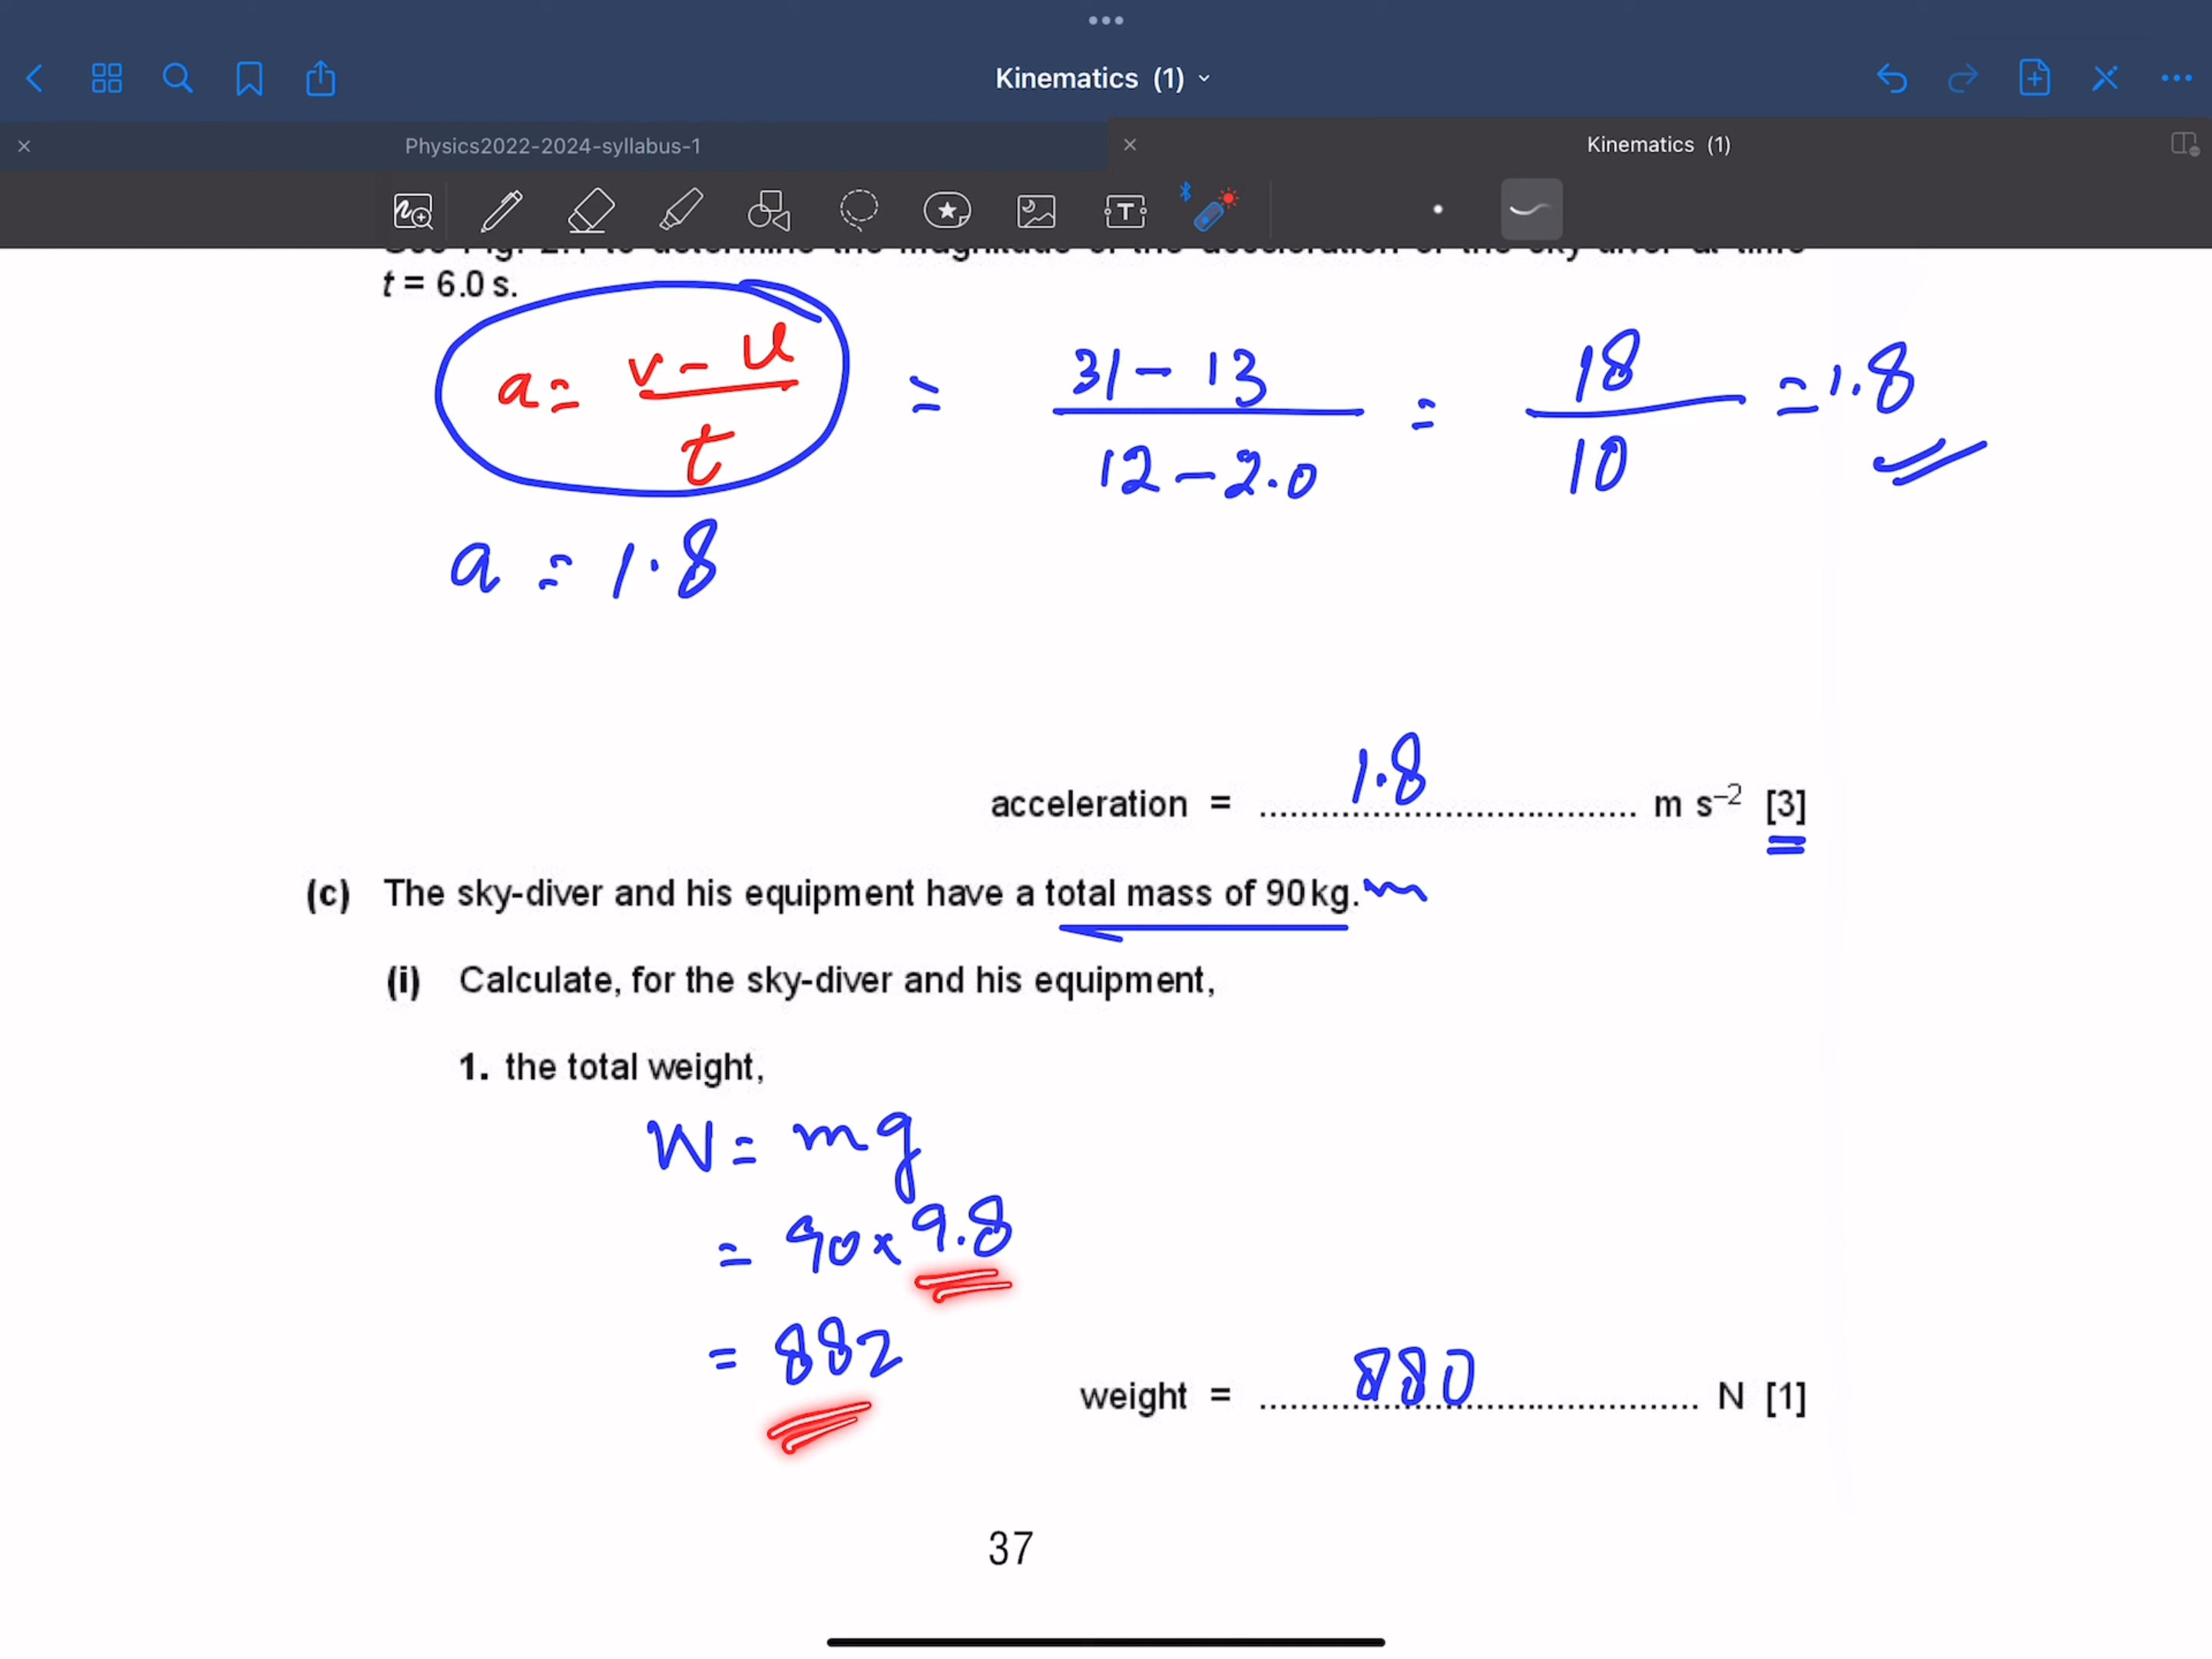 Kinematics (1)
Physics2022-2024-syllabus-1
Kinematics (1)
t = 6.0 s.
a = v - u / t = 31 - 13 / 12 - 2.0 = 18 / 10 = 1.8
a = 1.8
acceleration = 1.8 m s⁻² [3]
(c) The sky-diver and his equipment have a total mass of 90 kg. m
(i) Calculate, for the sky-diver and his equipment,
1. the total weight,
W = mg
= 90 × 9.8
= 882
weight = 880 N [1]
37